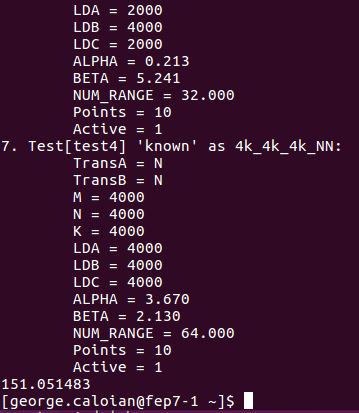 LDA = 2000
LDB = 4000
LDC = 2000
ALPHA = 0.213
BETA = 5.241
NUM_RANGE = 32.000
Points = 10
Active = 1
7. Test[test4] 'known' as 4k_4k_4k_NN:
TransA = N
TransB = N
M = 4000
N = 4000
K = 4000
LDA = 4000
LDB = 4000
LDC = 4000
ALPHA = 3.670
BETA = 2.130
NUM_RANGE = 64.000
Points = 10
Active = 1
151.051483
[george.caloian@fep7-1 ~]$